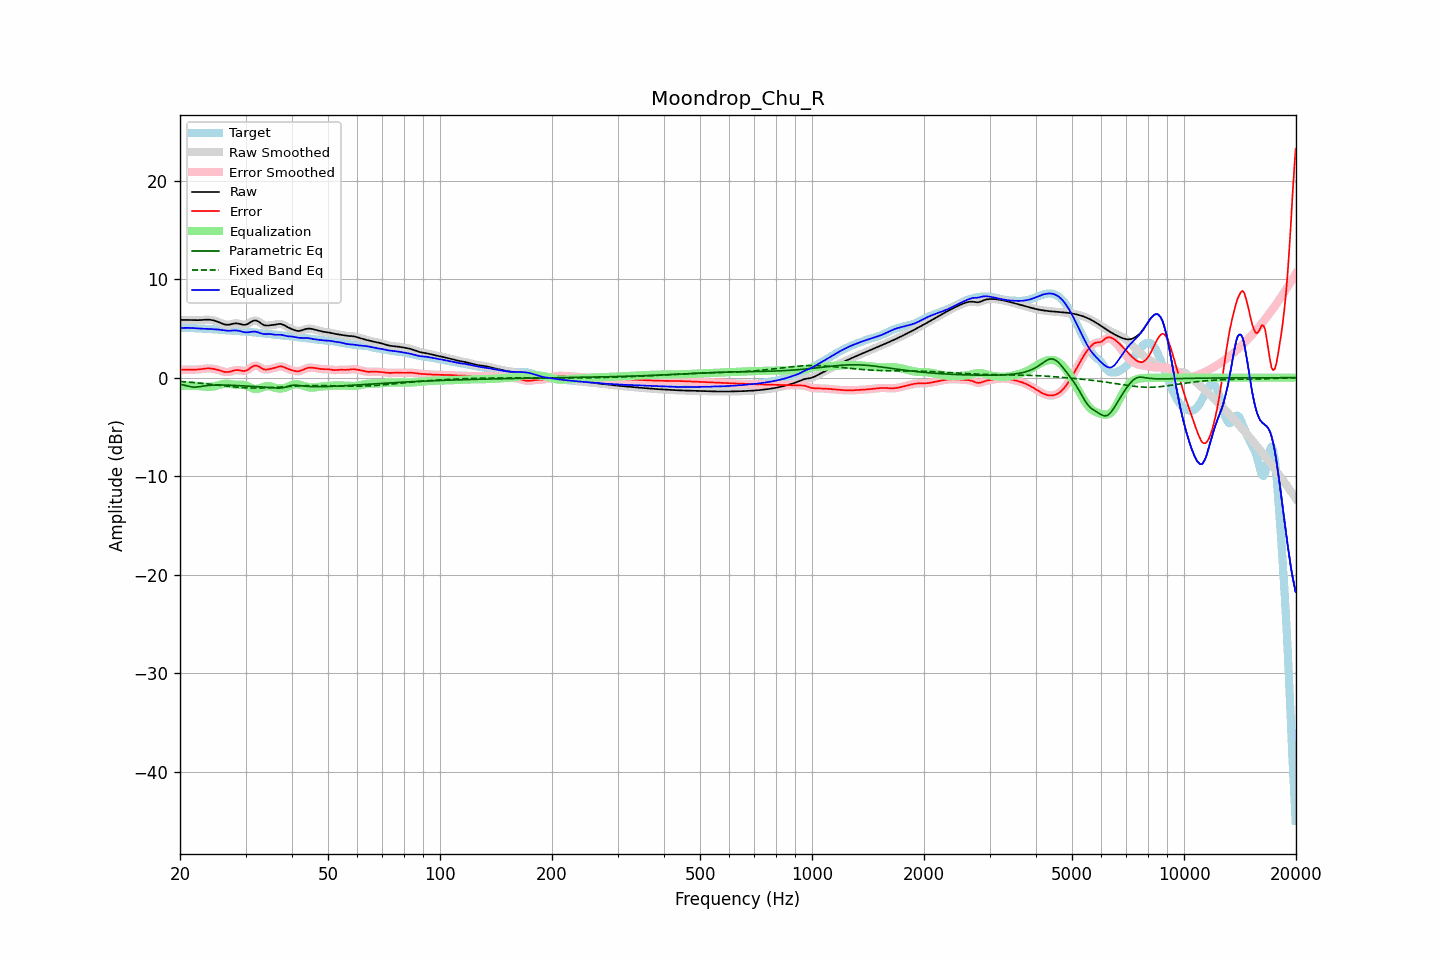 Moondrop_Chu_R
Target
Raw Smoothed
Error Smoothed
Raw
Error
Equalization
Parametric Eq
Fixed Band Eq
Equalized
20
10
0
−10
−20
−30
−40
Amplitude (dBr)
20 50 100 200 500 1000 2000 5000 10000 20000
Frequency (Hz)